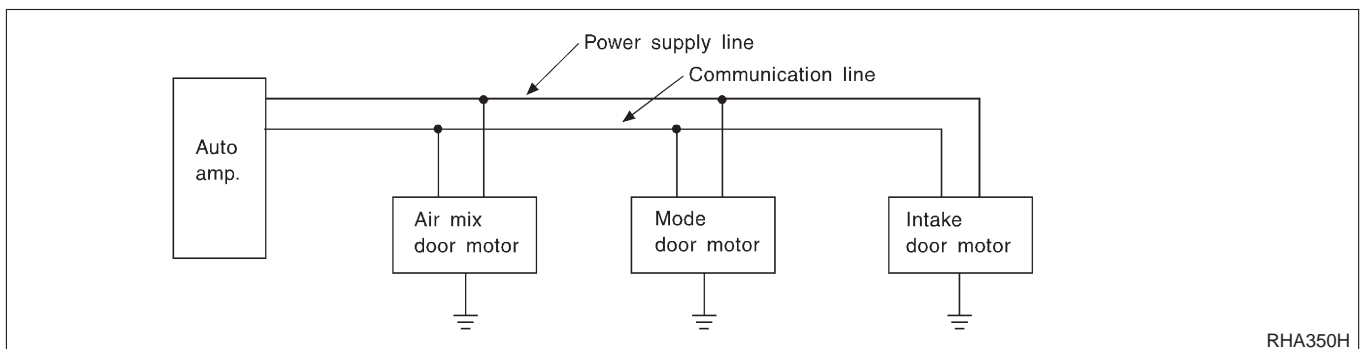 Power supply line
Communication line
Auto
amp.
Air mix
door motor
Mode
door motor
Intake
door motor
RHA350H